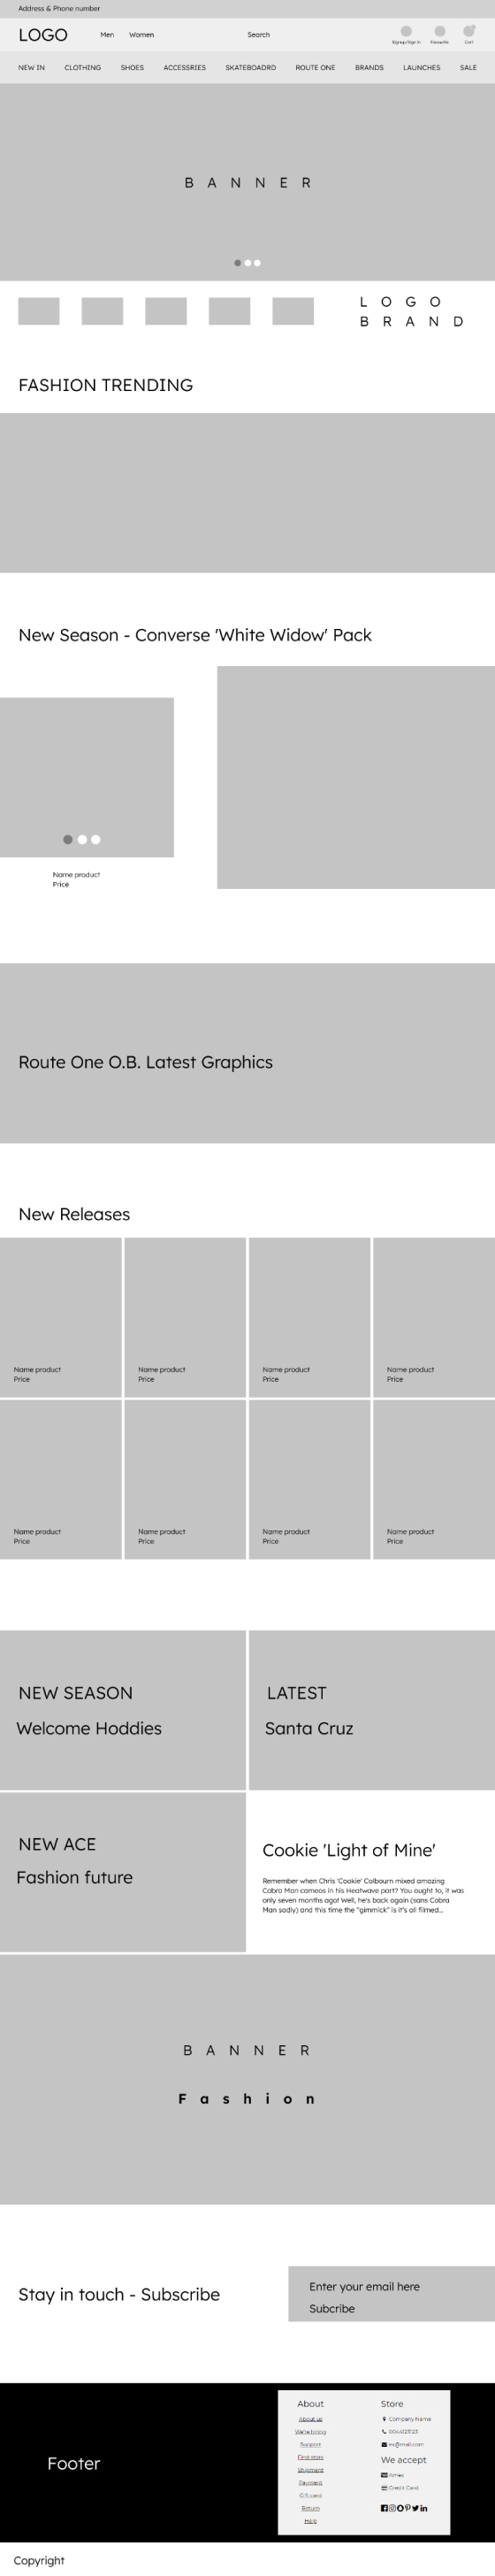 Address & Phone number
LOGO
Men
Women
Search
Signup/Sign in
Favourite
Cart
NEW IN
CLOTHING
SHOES
ACCESSRIES
SKATEBOADRD
ROUTE ONE
BRANDS
LAUNCHES
SALE
BANNER
LOGO
BRAND
FASHION TRENDING
New Season - Converse 'White Widow' Pack
Name product
Price
Route One O.B. Latest Graphics
New Releases
Name product
Price
Name product
Price
Name product
Price
Name product
Price
Name product
Price
Name product
Price
Name product
Price
Name product
Price
NEW SEASON
Welcome Hoddies
LATEST
Santa Cruz
NEW ACE
Fashion future
Cookie 'Light of Mine'
Remember when Chris 'Cookie' Colbourn mixed amazing
Cobra Man cameos in his Heatwave part? You ought to, it was
only seven months ago! Well, he's back again (sans Cobra
Man sadly) and this time the "gimmick" is it's all filmed...
BANNER
Fashion
Stay in touch - Subscribe
Enter your email here
Subcribe
Footer
About
About us
We're hiring
Support
Find store
Shipment
Payment
Gift card
Return
Help
Store
Company Name
We accept
Amex
Credit Card
Copyright